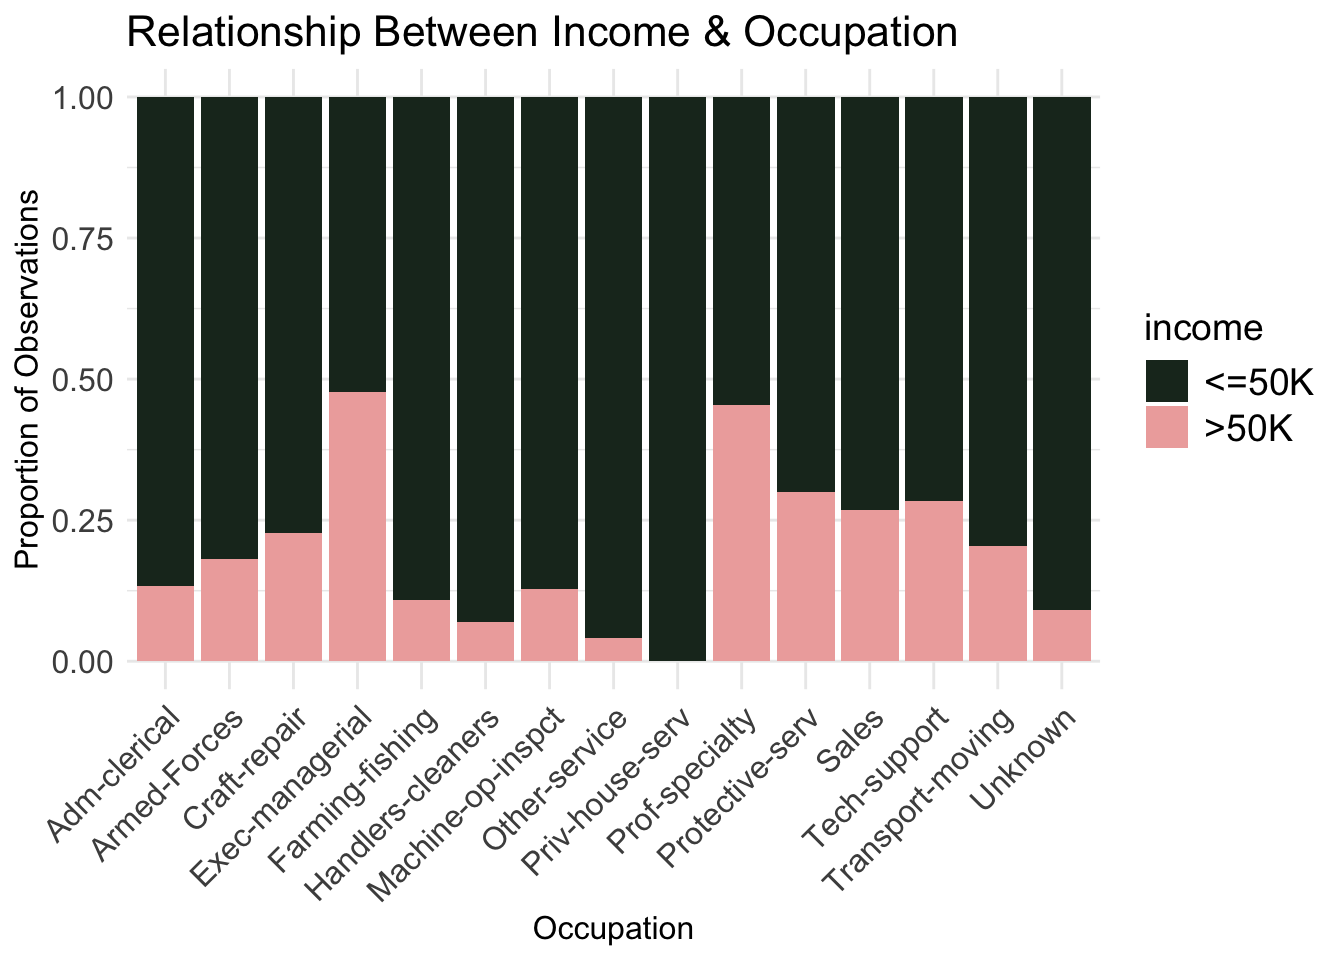 Relationship Between Income & Occupation
Proportion of Observations
1.00
0.75
0.50
0.25
0.00
Adm-clerical
Armed-Forces
Craft-repair
Exec-managerial
Farming-fishing
Handlers-cleaners
Machine-op-inspct
Other-service
Priv-house-serv
Prof-specialty
Protective-serv
Sales
Tech-support
Transport-moving
Unknown
Occupation
income
<=50K
>50K